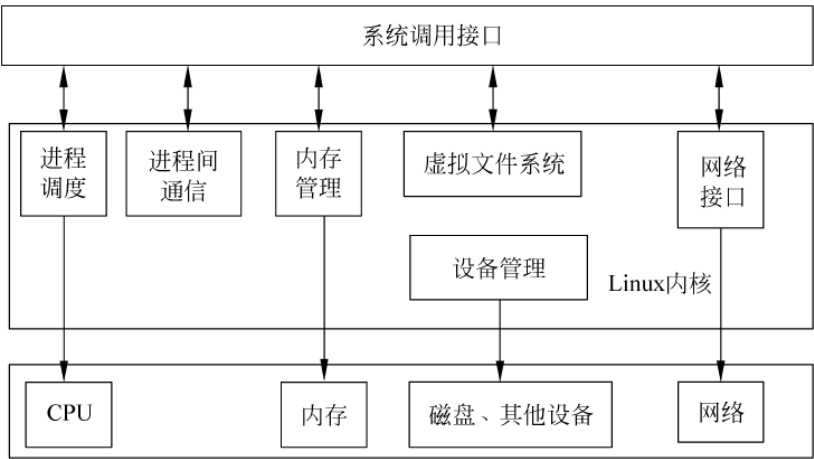 系统调用接口
进程
调度
进程间
通信
内存
管理
虚拟文件系统
网络
接口
设备管理
Linux内核
CPU
内存
磁盘、其他设备
网络